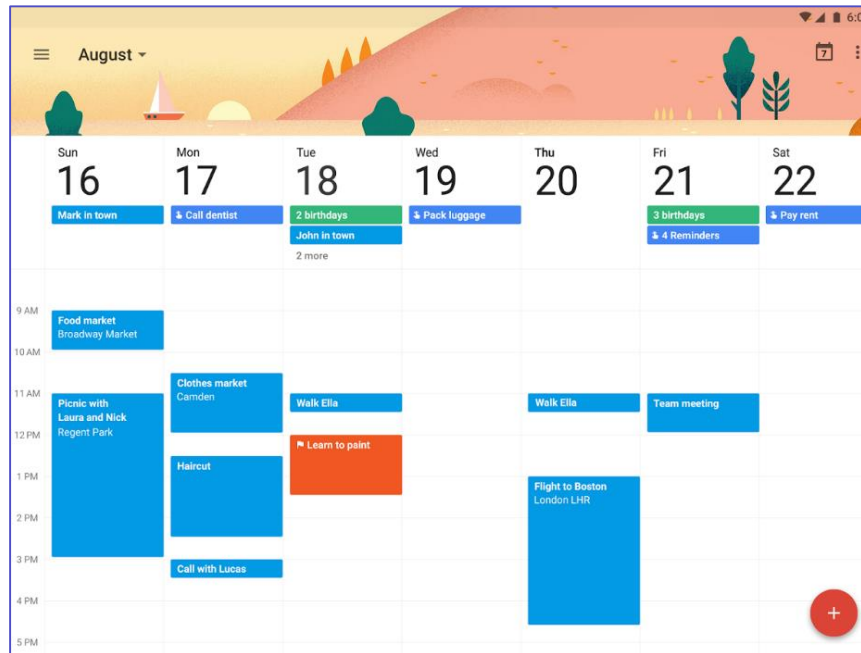 6:0
August
7
Sun
16
Mon
17
Tue
18
Wed
19
Thu
20
Fri
21
Sat
22
Mark in town
Call dentist
2 birthdays
Pack luggage
3 birthdays
Pay rent
John in town
4 Reminders
2 more
9 AM
Food market
Broadway Market
10 AM
Clothes market
Camden
11 AM
Picnic with
Laura and Nick
Regent Park
Walk Ella
Walk Ella
Team meeting
12 PM
Learn to paint
Haircut
1 PM
Flight to Boston
London LHR
2 PM
3 PM
Call with Lucas
4 PM
+
5 PM